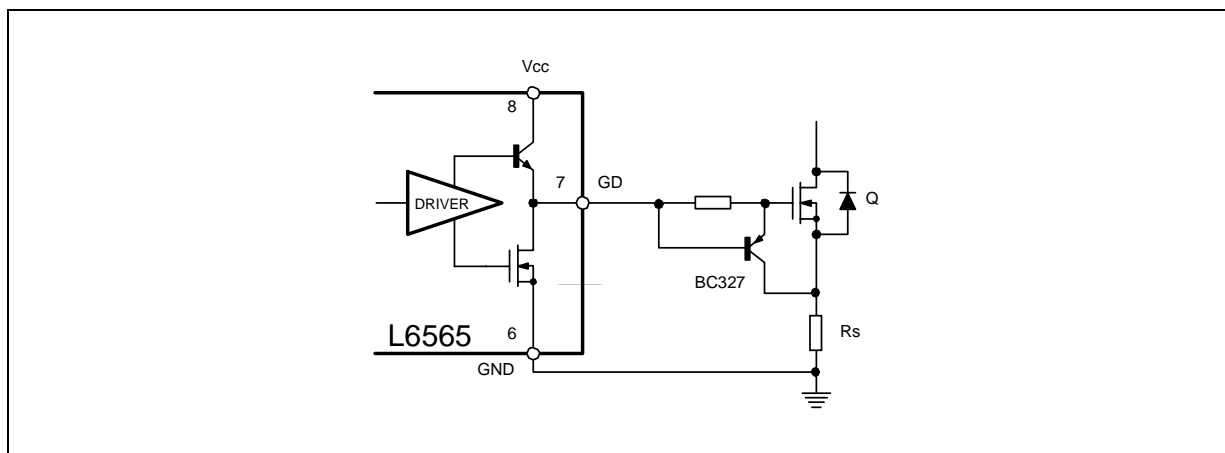 Vcc
8
7
GD
DRIVER
Q
BC327
L6565
6
Rs
GND